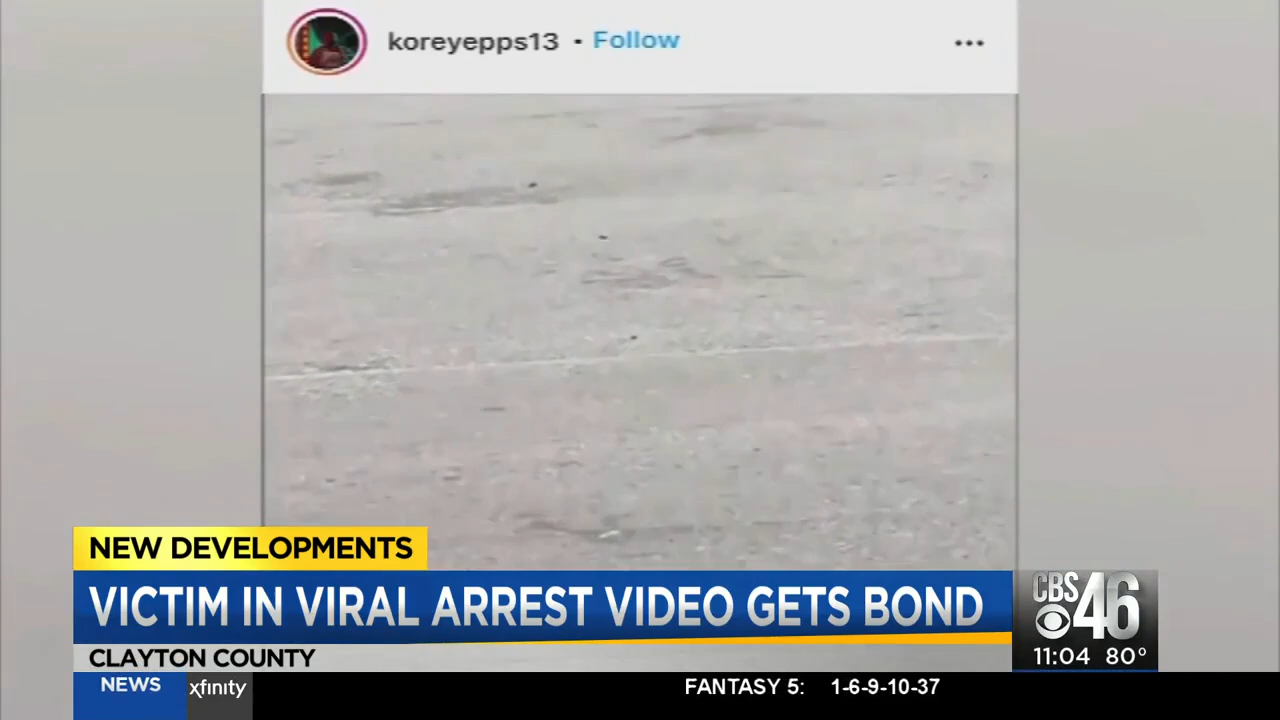 koreyepps13 • Follow
NEW DEVELOPMENTS
VICTIM IN VIRAL ARREST VIDEO GETS BOND
CBS 46
CLAYTON COUNTY
11:04 80°
NEWS xfinity FANTASY 5: 1-6-9-10-37